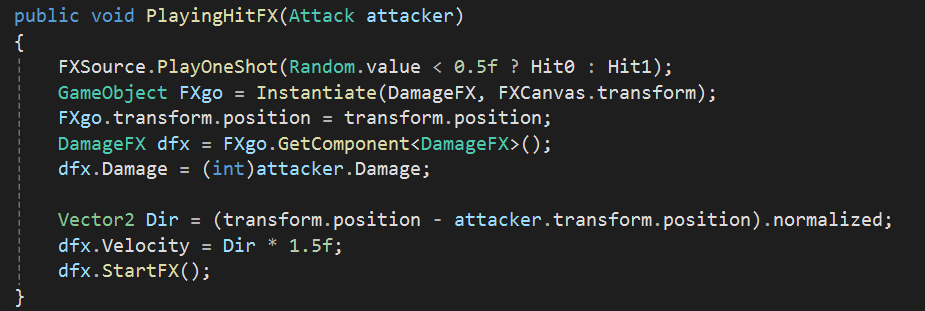 public void PlayingHitFX(Attack attacker)
{
FXSource.PlayOneShot(Random.value < 0.5f ? Hit0 : Hit1);
GameObject FXgo = Instantiate(DamageFX, FXCanvas.transform);
FXgo.transform.position = transform.position;
DamageFX dfx = FXgo.GetComponent<DamageFX>();
dfx.Damage = (int)attacker.Damage;
Vector2 Dir = (transform.position - attacker.transform.position).normalized;
dfx.Velocity = Dir * 1.5f;
dfx.StartFX();
}